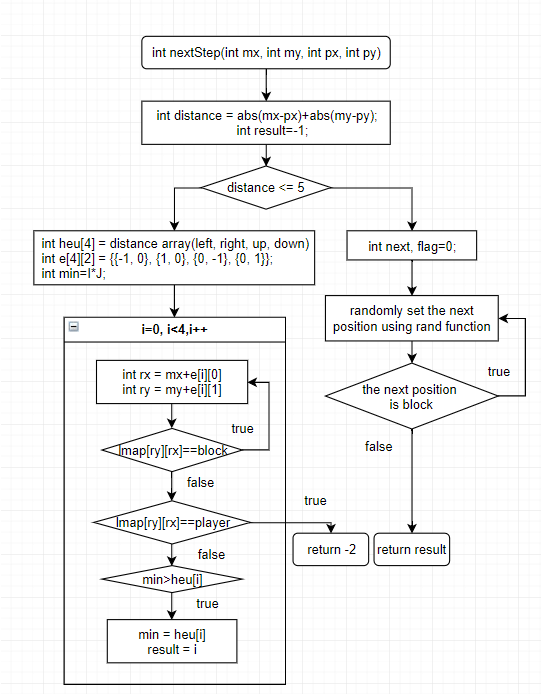 int nextStep(int mx, int my, int px, int py)
int distance = abs(mx-px)+abs(my-py);
int result=-1;
distance <= 5
int heu[4] = distance array(left, right, up, down)
int e[4][2] = {{-1, 0}, {1, 0}, {0, -1}, {0, 1}};
int min=I*J;
int next, flag=0;
randomly set the next
position using rand function
i=0, i<4,i++
int rx = mx+e[i][0]
int ry = my+e[i][1]
true
the next position
is block
true
lmap[ry][rx]==block
false
false
true
lmap[ry][rx]==player
return -2
return result
false
min>heu[i]
true
min = heu[i]
result = i